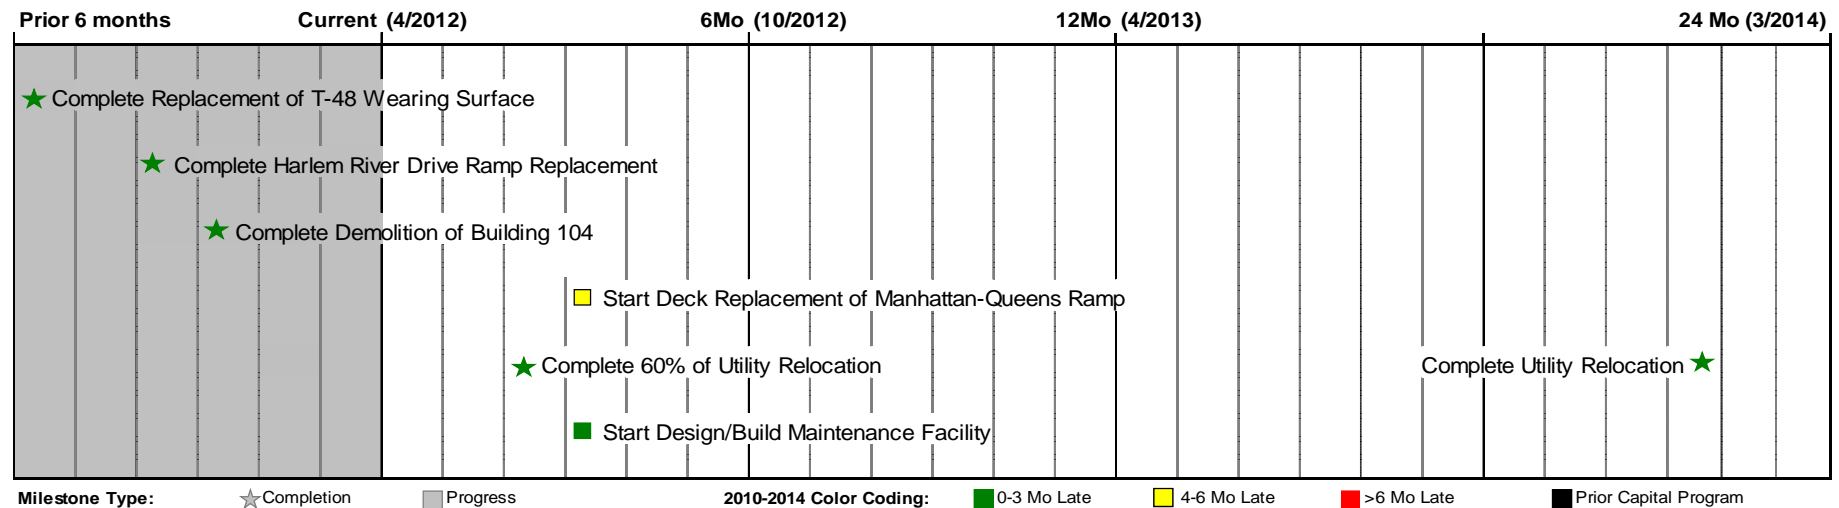 Prior 6 months Current (4/2012) 6Mo (10/2012) 12Mo (4/2013) 24 Mo (3/2014)
Complete Replacement of T-48 Wearing Surface
Complete Harlem River Drive Ramp Replacement
Complete Demolition of Building 104
Start Deck Replacement of Manhattan-Queens Ramp
Complete 60% of Utility Relocation Complete Utility Relocation
Start Design/Build Maintenance Facility
Milestone Type: Completion Progress 2010-2014 Color Coding: 0-3 Mo Late 4-6 Mo Late >6 Mo Late Prior Capital Program